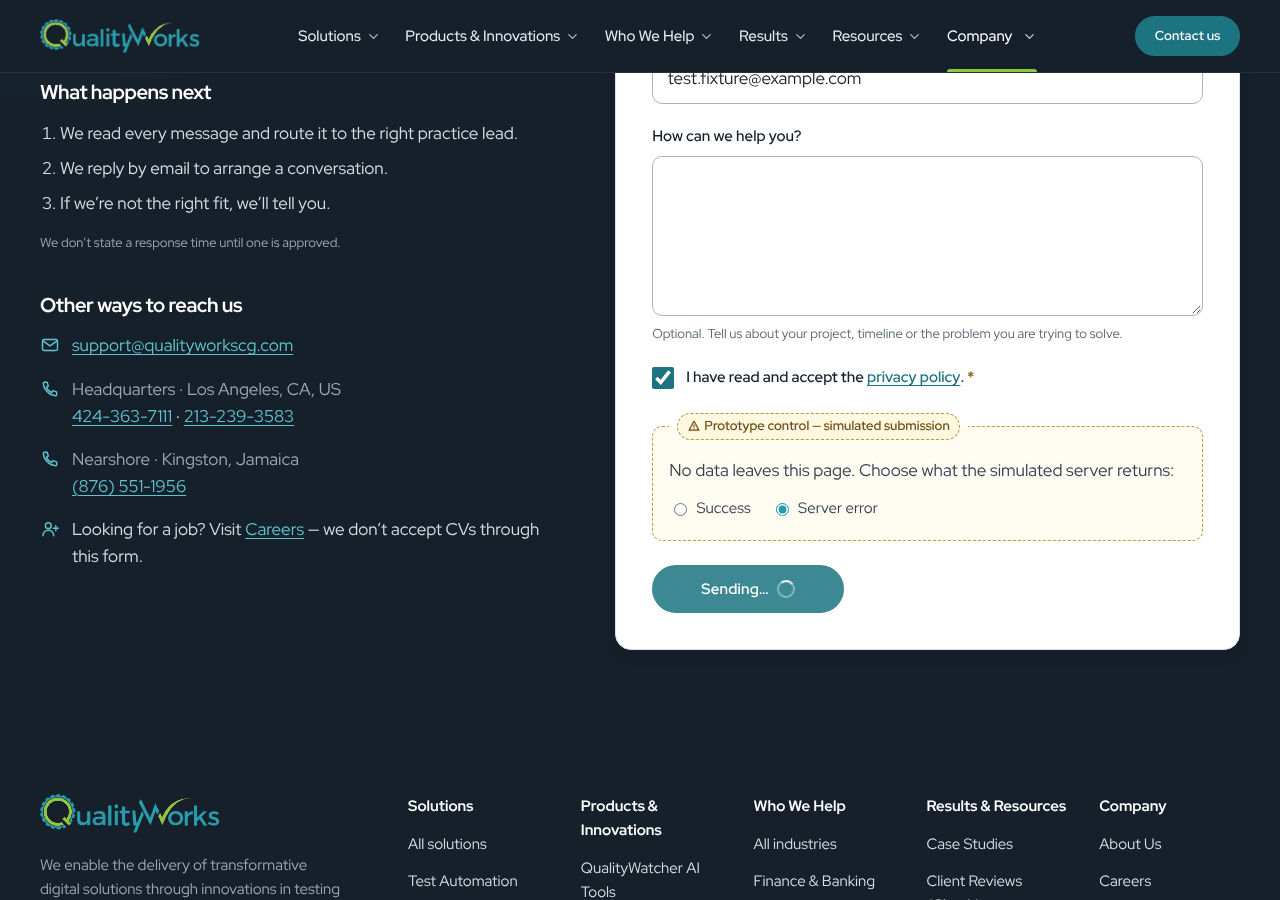 QualityWorks
Solutions
Products & Innovations
Who We Help
Results
Resources
Company
Contact us
What happens next
1. We read every message and route it to the right practice lead.
2. We reply by email to arrange a conversation.
3. If we’re not the right fit, we’ll tell you.
We don’t state a response time until one is approved.
Other ways to reach us
support@qualityworkscg.com
Headquarters · Los Angeles, CA, US
424-363-7111 · 213-239-3583
Nearshore · Kingston, Jamaica
(876) 551-1956
Looking for a job? Visit Careers — we don’t accept CVs through
this form.
test.fixture@example.com
How can we help you?
Optional. Tell us about your project, timeline or the problem you are trying to solve.
I have read and accept the privacy policy. *
Prototype control — simulated submission
No data leaves this page. Choose what the simulated server returns:
Success
Server error
Sending…
QualityWorks
We enable the delivery of transformative
digital solutions through innovations in testing
Solutions
All solutions
Test Automation
Products &
Innovations
QualityWatcher AI
Tools
Who We Help
All industries
Finance & Banking
Results & Resources
Case Studies
Client Reviews
Company
About Us
Careers